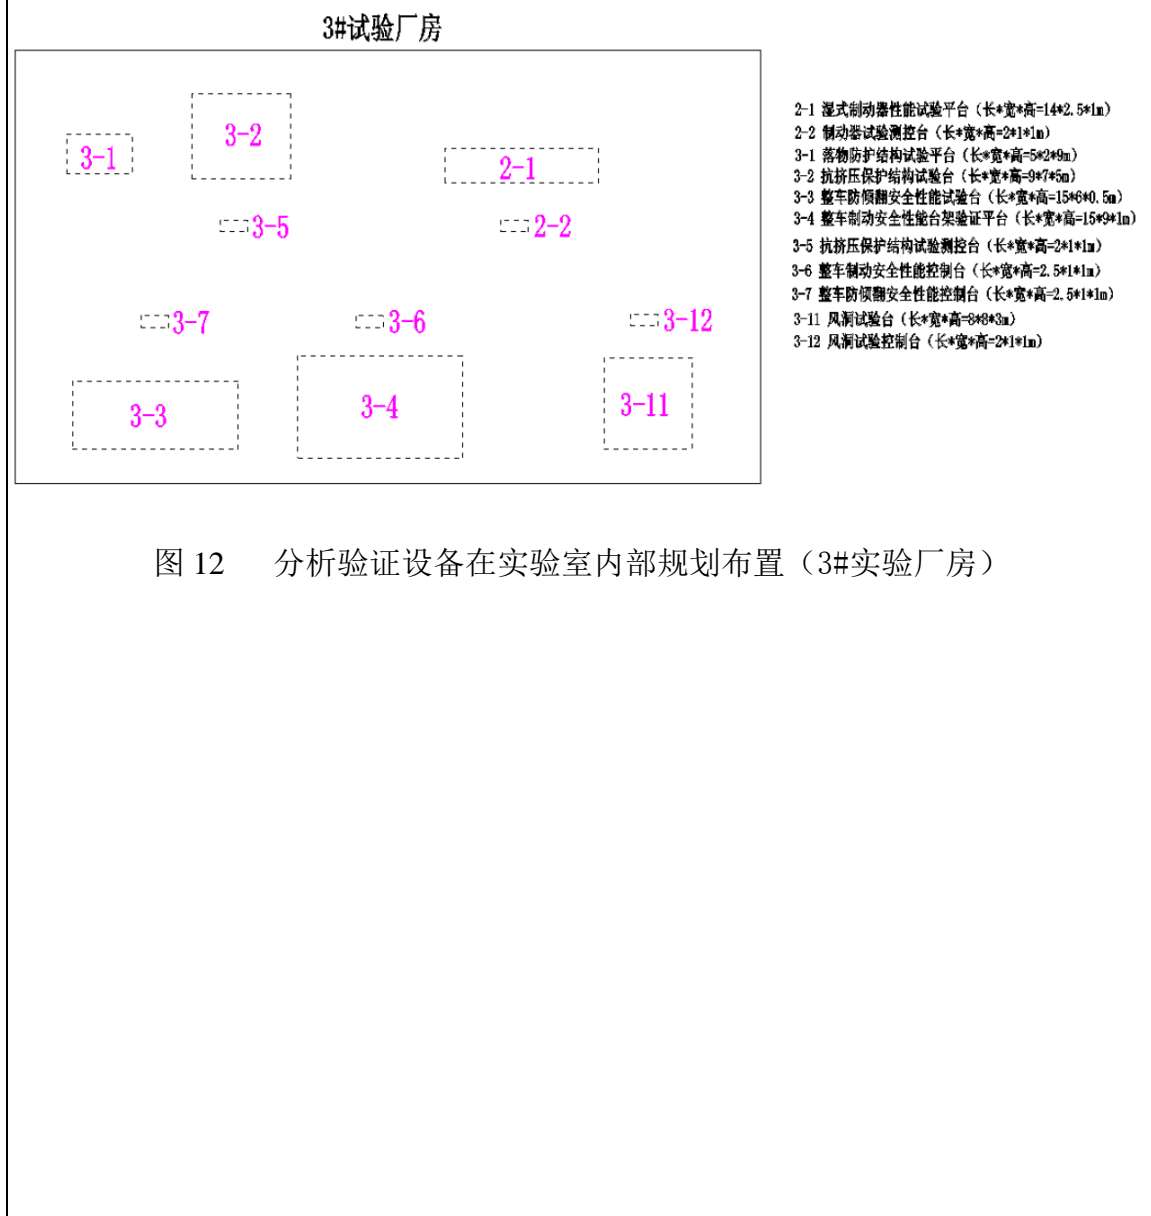 3#试验厂房
3-1
3-2
2-1
3-5
2-2
3-7
3-6
3-12
3-3
3-4
3-11
2-1 湿式制动器性能试验平台（长*宽*高=14*2.5*1m）
2-2 制动器试验测控台（长*宽*高=2*1*1m）
3-1 落物防护结构试验平台（长*宽*高=5*2*9m）
3-2 抗挤压保护结构试验台（长*宽*高=9*7*5m）
3-3 整车防倾翻安全性能试验台（长*宽*高=15*6*0.5m）
3-4 整车制动安全性能台架验证平台（长*宽*高=15*9*1m）
3-5 抗挤压保护结构试验测控台（长*宽*高=2*1*1m）
3-6 整车制动安全性能控制台（长*宽*高=2.5*1*1m）
3-7 整车防倾翻安全性能控制台（长*宽*高=2.5*1*1m）
3-11 风洞试验台（长*宽*高=8*8*3m）
3-12 风洞试验控制台（长*宽*高=2*1*1m）
图 12 分析验证设备在实验室内部规划布置（3#实验厂房）